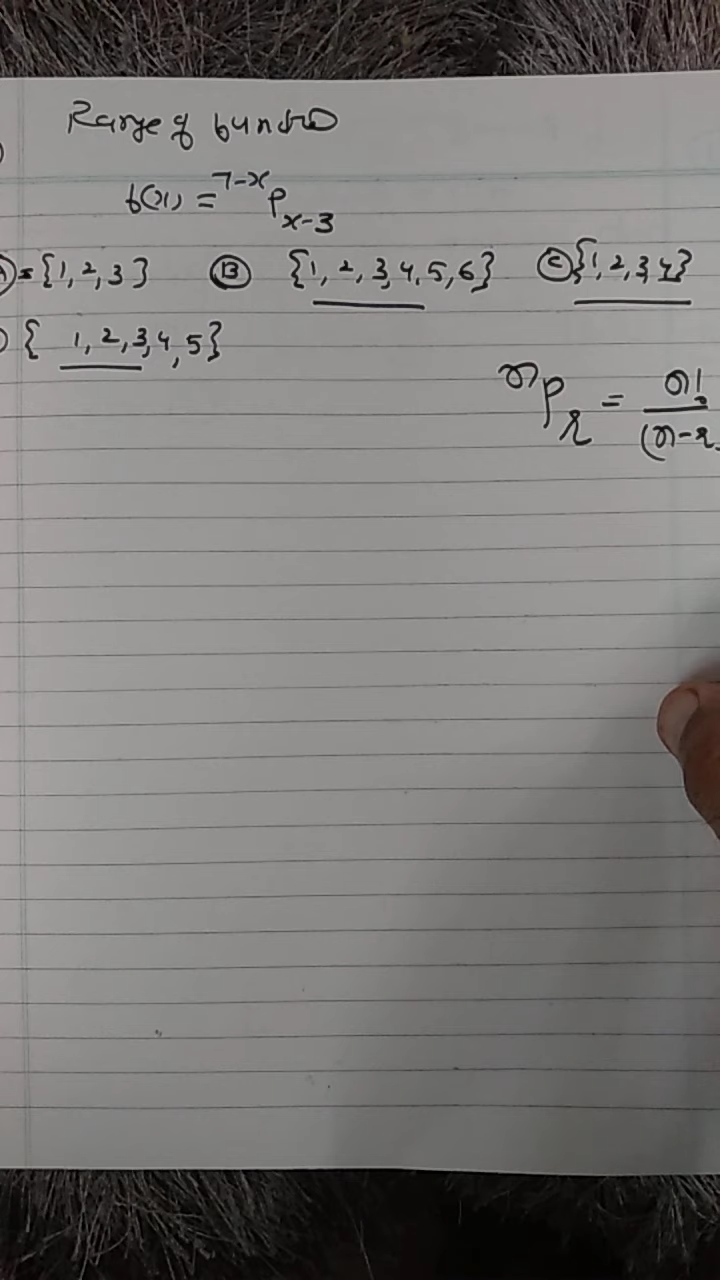 Range of function
f(x) = ⁷⁻ˣPₓ₋₃
A = {1, 2, 3} Ⓑ {1, 2, 3, 4, 5, 6} Ⓒ {1, 2, 3, 4}
{ 1, 2, 3, 4, 5}
ⁿPᵣ = n! / (n-r